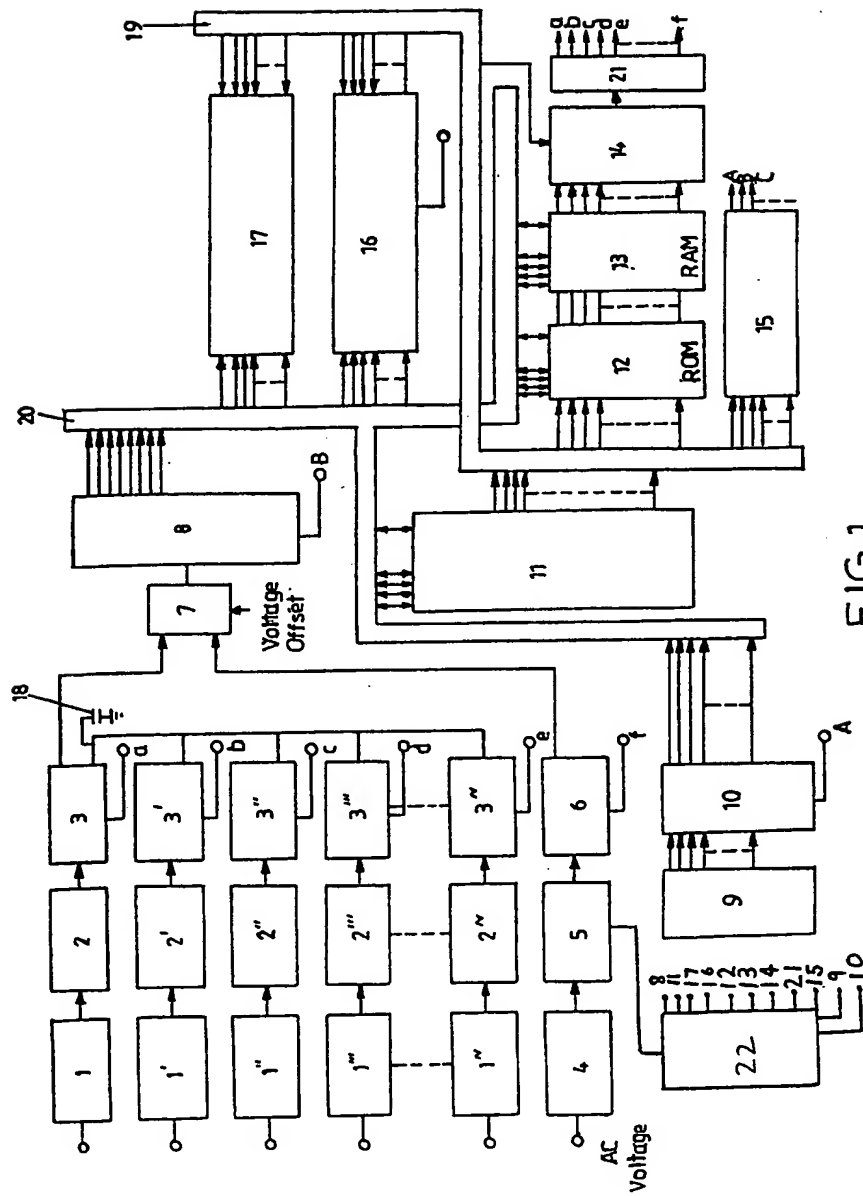 19
20
17
16
a
b
c
d
e
f
21
14
13
RAM
12
ROM
A
B
C
15
8
B
7
Voltage
Offset
11
18
3
a
3'
b
3"
c
3'''
d
3ᴺ
e
6
f
2
2'
2"
2'''
2ᴺ
5
1
1'
1"
1'''
1ᴺ
4
AC
Voltage
10
A
9
22
8
11
17
16
12
13
14
21
15
9
10
FIG.1